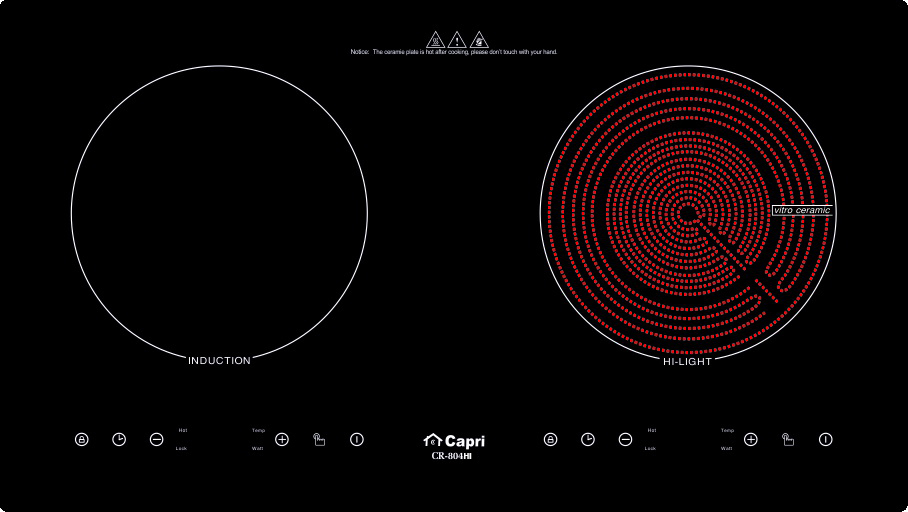 Notice: The ceramic plate is hot after cooking, please don't touch with your hand.
vitro ceramic
INDUCTION
HI-LIGHT
Hot
Lock
Temp
Watt
Capri
CR-804HI
Hot
Lock
Temp
Watt